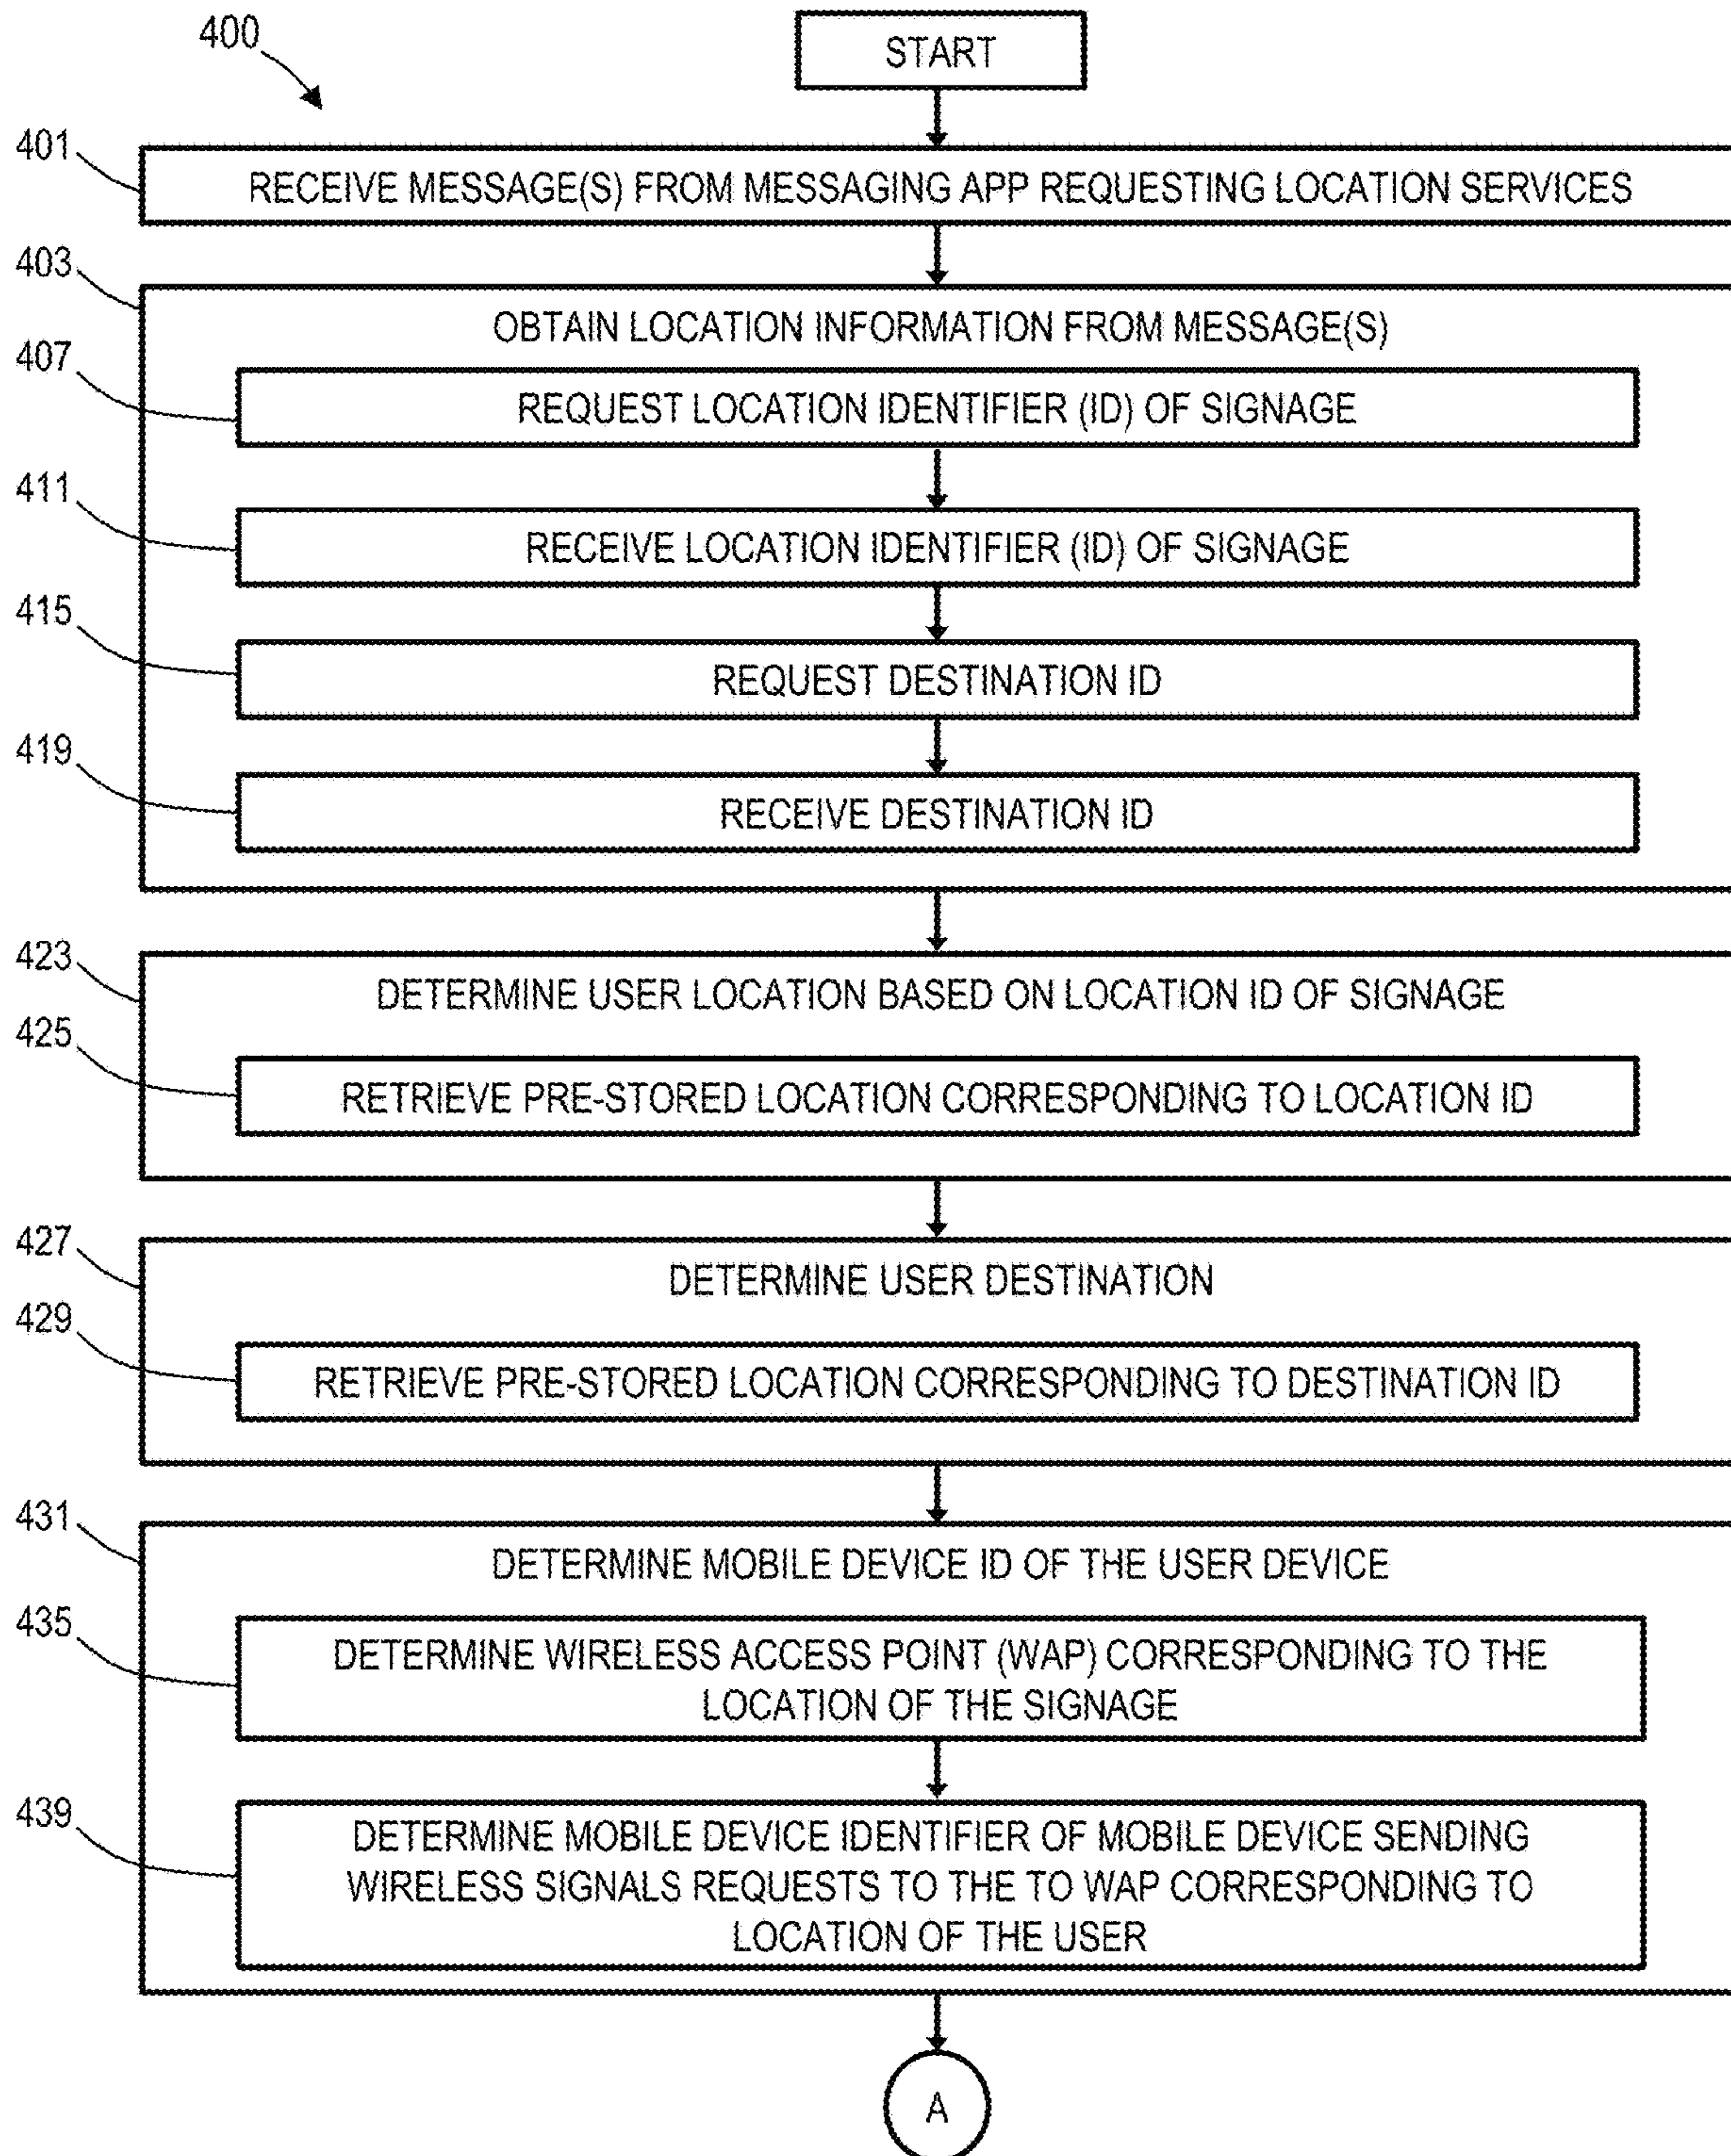 400
START
401
RECEIVE MESSAGE(S) FROM MESSAGING APP REQUESTING LOCATION SERVICES
403
OBTAIN LOCATION INFORMATION FROM MESSAGE(S)
407
REQUEST LOCATION IDENTIFIER (ID) OF SIGNAGE
411
RECEIVE LOCATION IDENTIFIER (ID) OF SIGNAGE
415
REQUEST DESTINATION ID
419
RECEIVE DESTINATION ID
423
DETERMINE USER LOCATION BASED ON LOCATION ID OF SIGNAGE
425
RETRIEVE PRE-STORED LOCATION CORRESPONDING TO LOCATION ID
427
DETERMINE USER DESTINATION
429
RETRIEVE PRE-STORED LOCATION CORRESPONDING TO DESTINATION ID
431
DETERMINE MOBILE DEVICE ID OF THE USER DEVICE
435
DETERMINE WIRELESS ACCESS POINT (WAP) CORRESPONDING TO THE
LOCATION OF THE SIGNAGE
439
DETERMINE MOBILE DEVICE IDENTIFIER OF MOBILE DEVICE SENDING
WIRELESS SIGNALS REQUESTS TO THE TO WAP CORRESPONDING TO
LOCATION OF THE USER
A